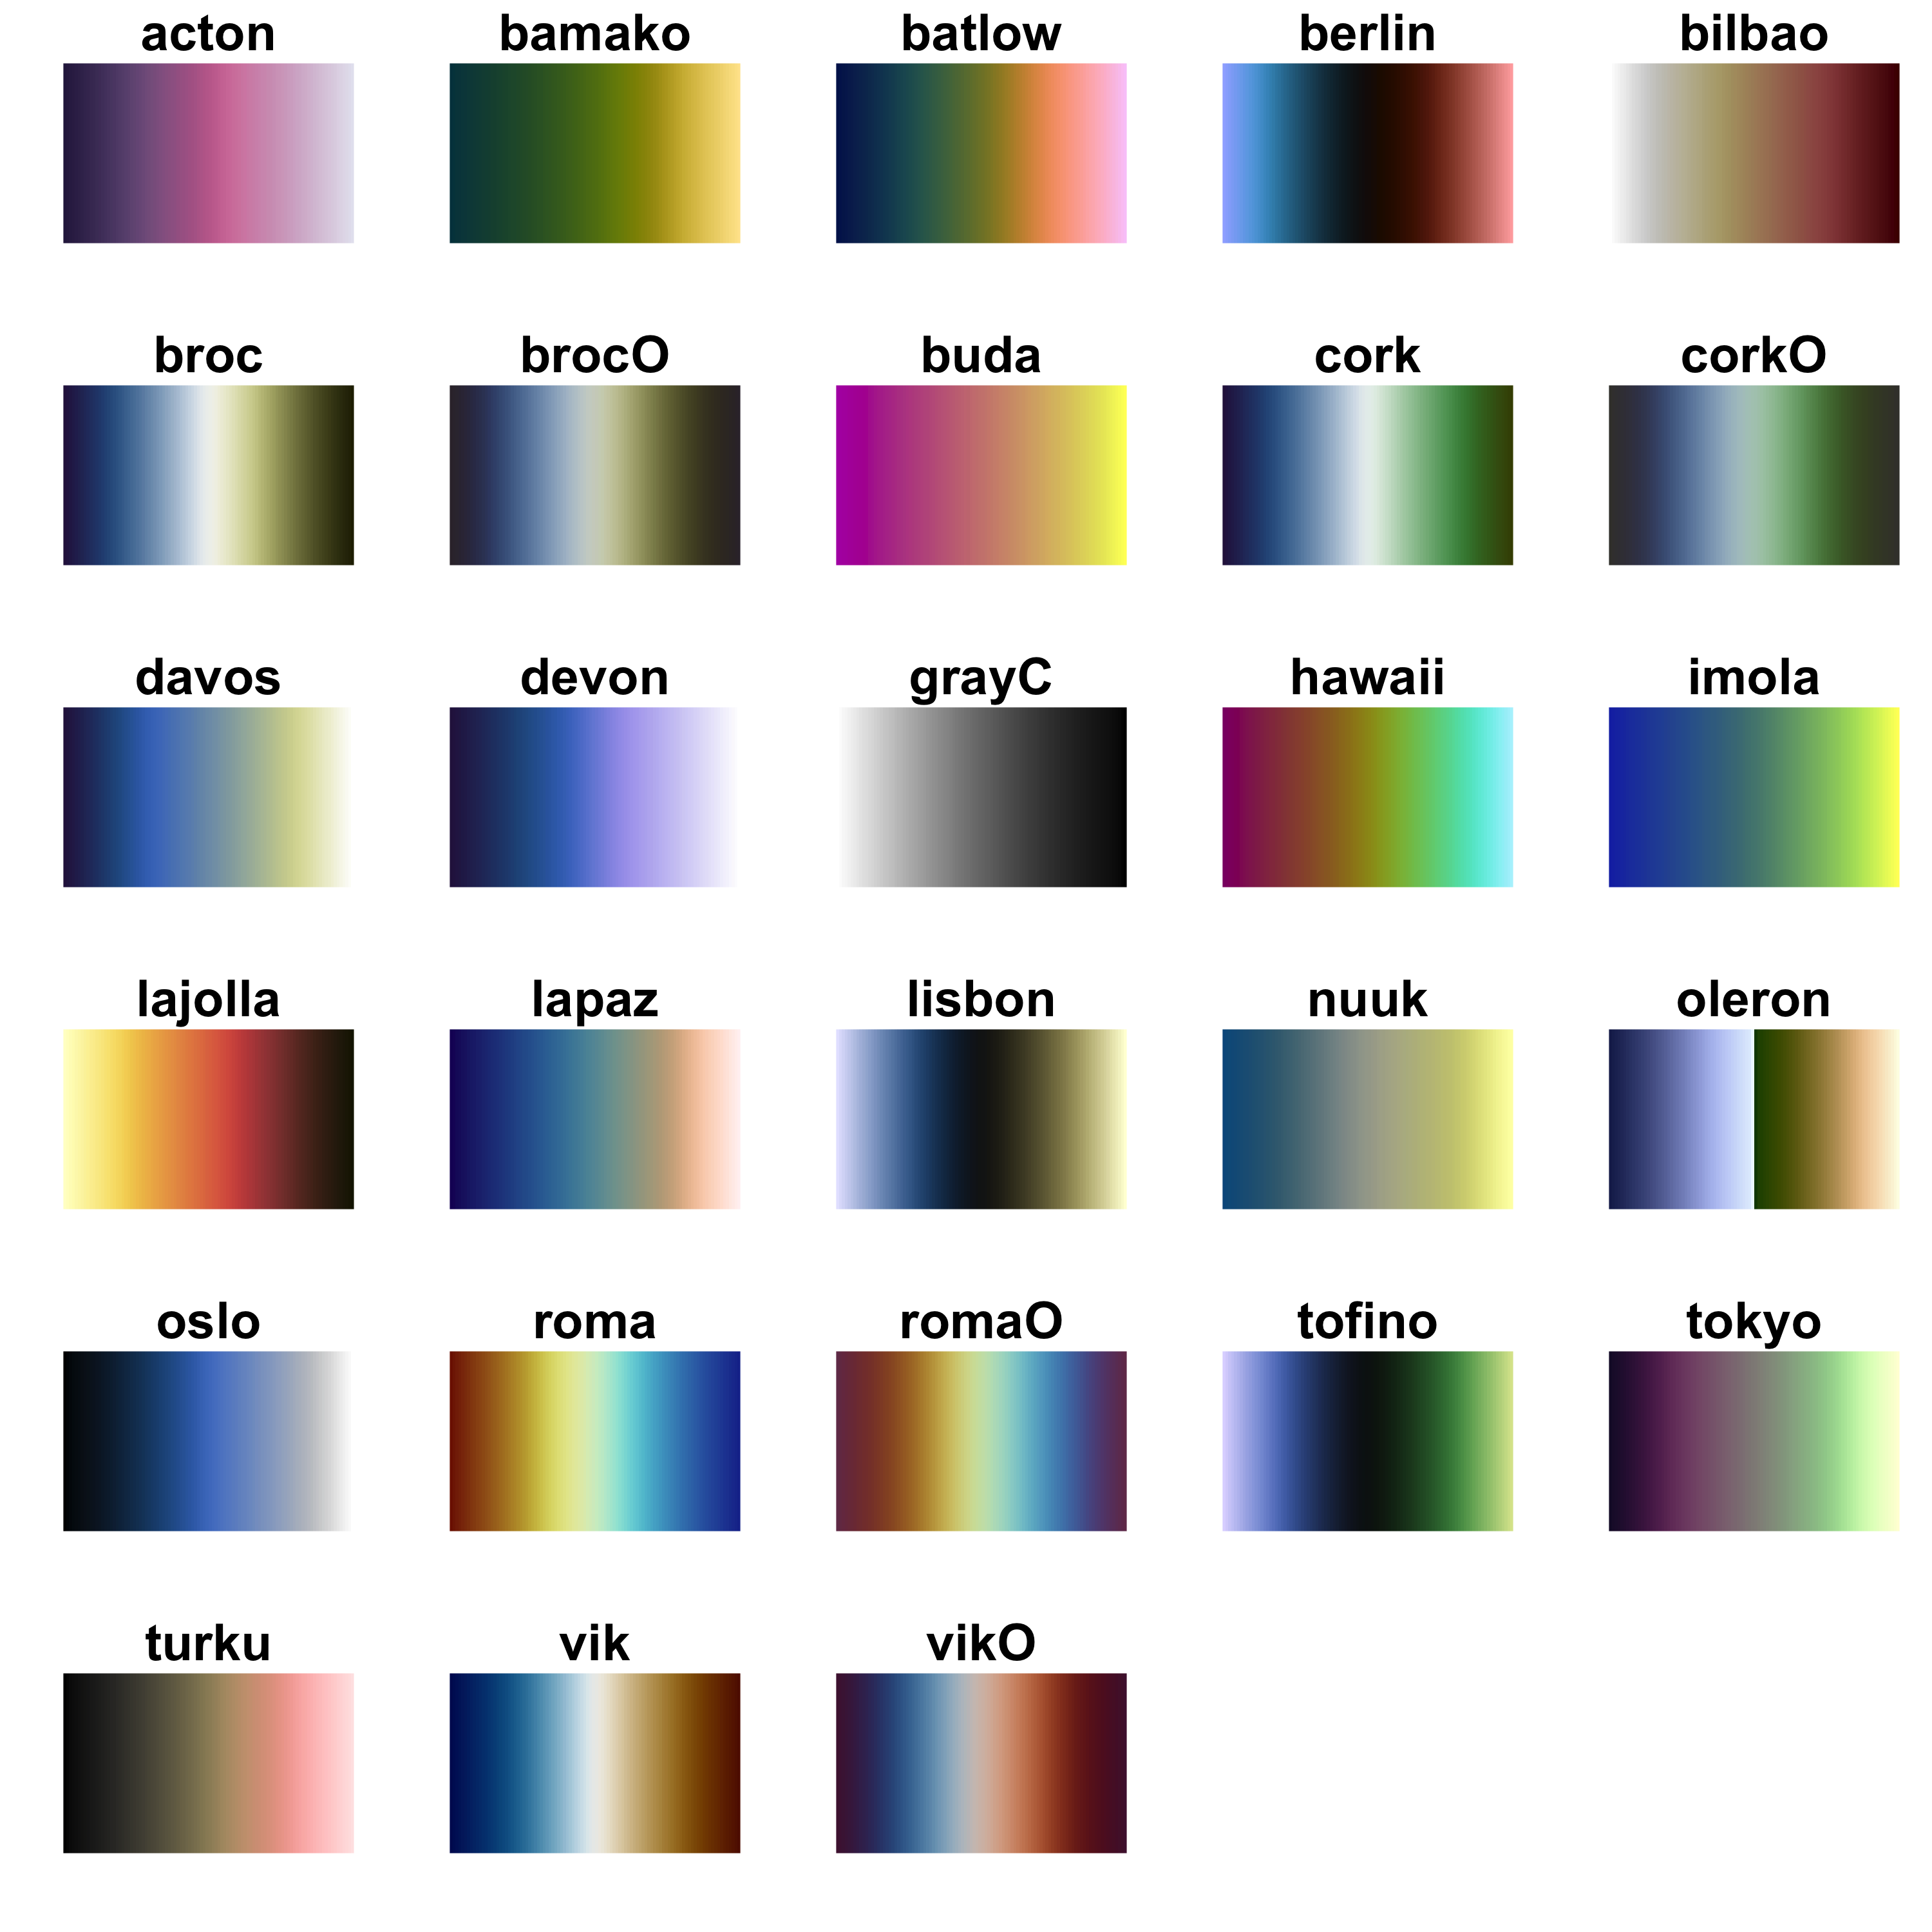 acton bamako batlow berlin bilbao
broc brocO buda cork corkO
davos devon grayC hawaii imola
lajolla lapaz lisbon nuuk oleron
oslo roma romaO tofino tokyo
turku vik vikO